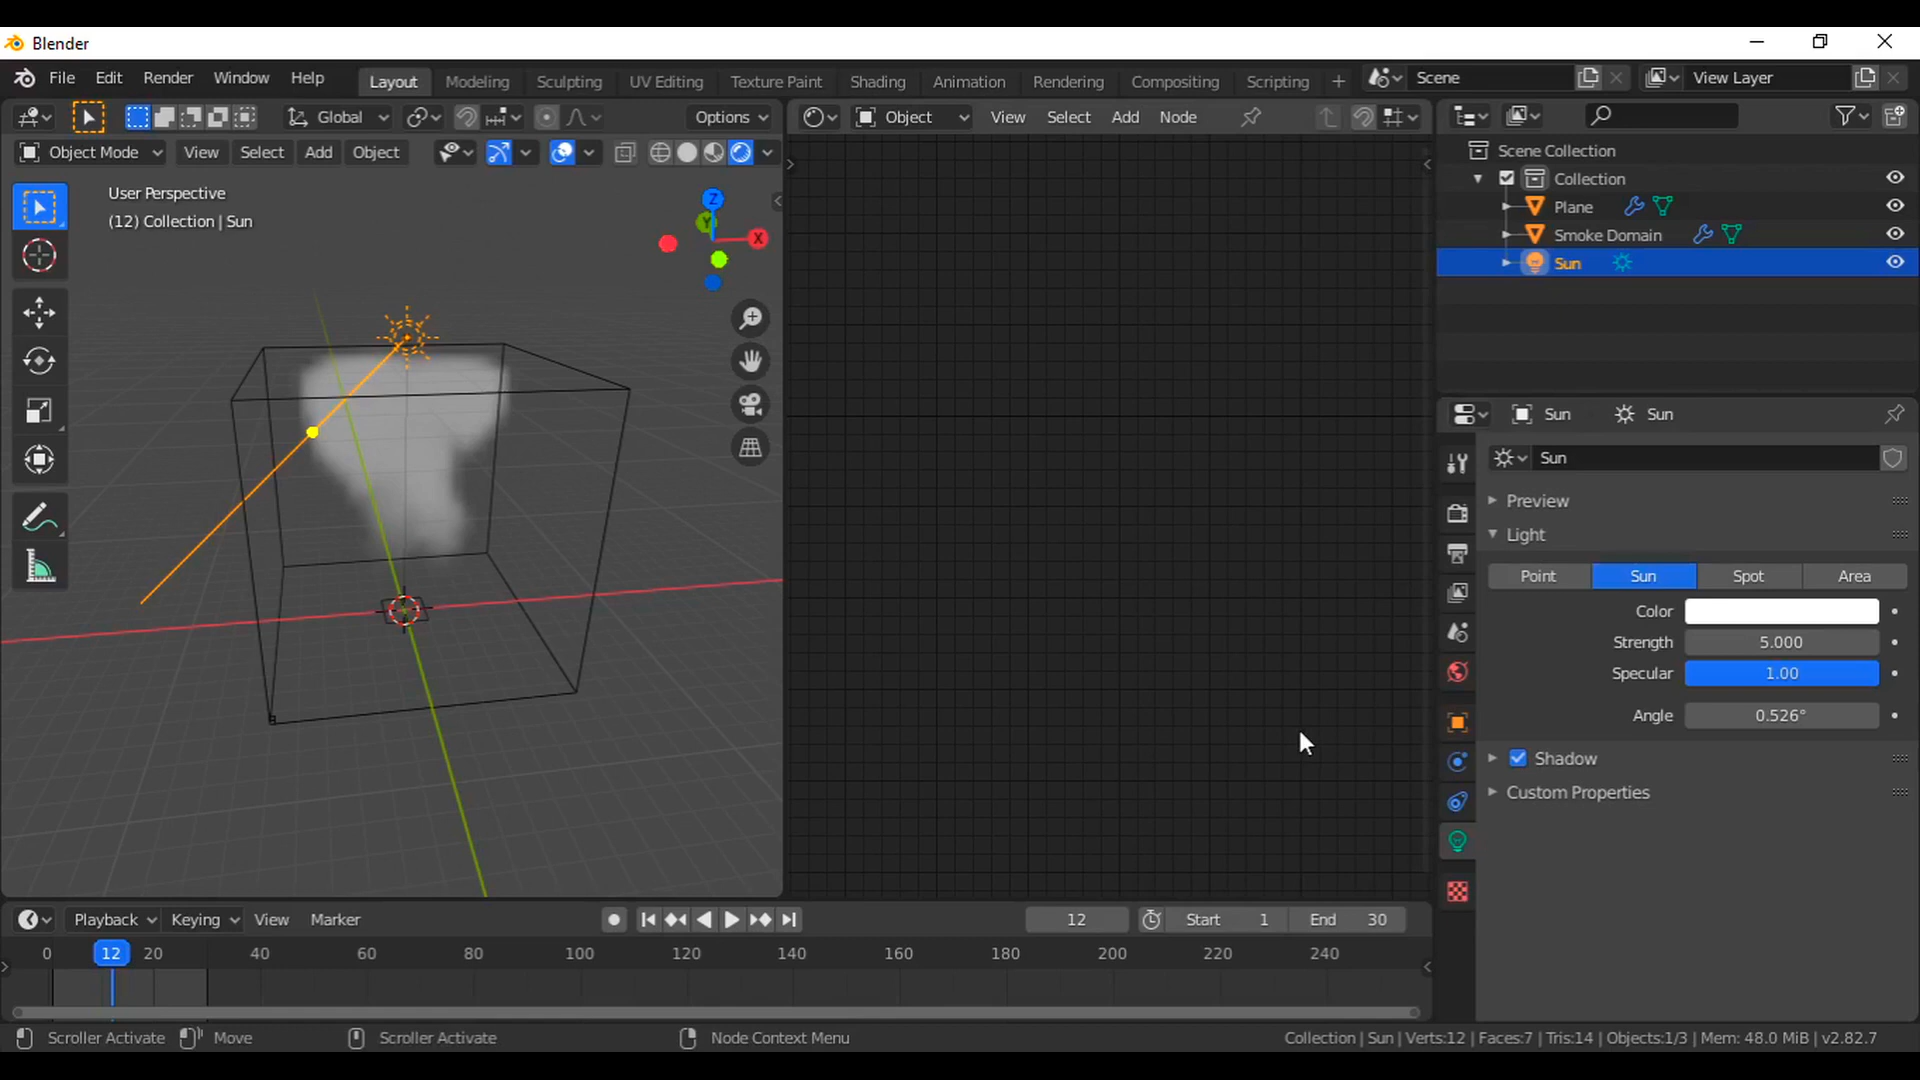 Blender
File Edit Render Window Help Layout Modeling Sculpting UV Editing Texture Paint Shading Animation Rendering Compositing Scripting + Scene View Layer
Global Options Object View Select Add Node
Object Mode View Select Add Object
User Perspective
(12) Collection | Sun
Z
Y
X
Scene Collection
Collection
Plane
Smoke Domain
Sun
Sun Sun
Sun
Preview
Light
Point Sun Spot Area
Color
Strength 5.000
Specular 1.00
Angle 0.526°
Shadow
Custom Properties
Playback Keying View Marker 12 Start 1 End 30
0 12 20 40 60 80 100 120 140 160 180 200 220 240
Scroller Activate Move Scroller Activate Node Context Menu Collection | Sun | Verts:12 | Faces:7 | Tris:14 | Objects:1/3 | Mem: 48.0 MiB | v2.82.7